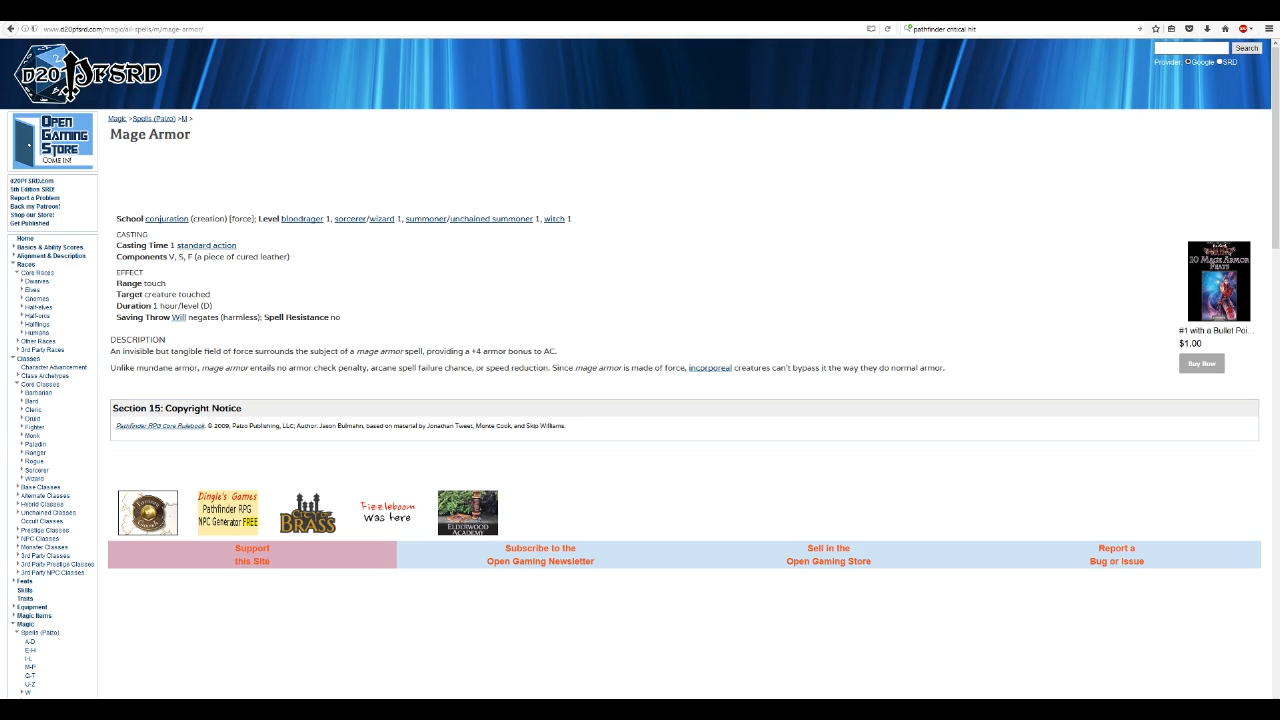 www.d20pfsrd.com/magic/all-spells/m/mage-armor/
pathfinder critical hit
D20PFSRD
Search
Provider: Google SRD
OPEN
GAMING
STORE
COME IN!
d20PFSRD.com
5th Edition SRD!
Report a Problem
Back my Patreon!
Shop our Store!
Get Published
Home
Basics & Ability Scores
Alignment & Description
Races
Core Races
Dwarves
Elves
Gnomes
Half-elves
Half-orcs
Halflings
Humans
Other Races
3rd Party Races
Classes
Character Advancement
Class Archetypes
Core Classes
Barbarian
Bard
Cleric
Druid
Fighter
Monk
Paladin
Ranger
Rogue
Sorcerer
Wizard
Base Classes
Alternate Classes
Hybrid Classes
Unchained Classes
Occult Classes
Prestige Classes
NPC Classes
Monster Classes
3rd Party Classes
3rd Party Prestige Classes
3rd Party NPC Classes
Feats
Skills
Traits
Equipment
Magic Items
Magic
Spells (Paizo)
A-D
E-H
I-L
M-P
Q-T
U-Z
W
Magic >Spells (Paizo) >M >
Mage Armor
School conjuration (creation) [force]; Level bloodrager 1, sorcerer/wizard 1, summoner/unchained summoner 1, witch 1
CASTING
Casting Time 1 standard action
Components V, S, F (a piece of cured leather)
EFFECT
Range touch
Target creature touched
Duration 1 hour/level (D)
Saving Throw Will negates (harmless); Spell Resistance no
DESCRIPTION
An invisible but tangible field of force surrounds the subject of a mage armor spell, providing a +4 armor bonus to AC.
Unlike mundane armor, mage armor entails no armor check penalty, arcane spell failure chance, or speed reduction. Since mage armor is made of force, incorporeal creatures can't bypass it the way they do normal armor.
Section 15: Copyright Notice
Pathfinder RPG Core Rulebook. © 2009, Paizo Publishing, LLC; Author: Jason Bulmahn, based on material by Jonathan Tweet, Monte Cook, and Skip Williams.
10 MAGE ARMOR
FEATS
#1 with a Bullet Poi...
$1.00
Buy Now
Dingle's Games
Pathfinder RPG
NPC Generator FREE
BRASS
Fizzleboom
Was here
ELDERWOOD
ACADEMY
Support
this Site
Subscribe to the
Open Gaming Newsletter
Sell in the
Open Gaming Store
Report a
Bug or Issue